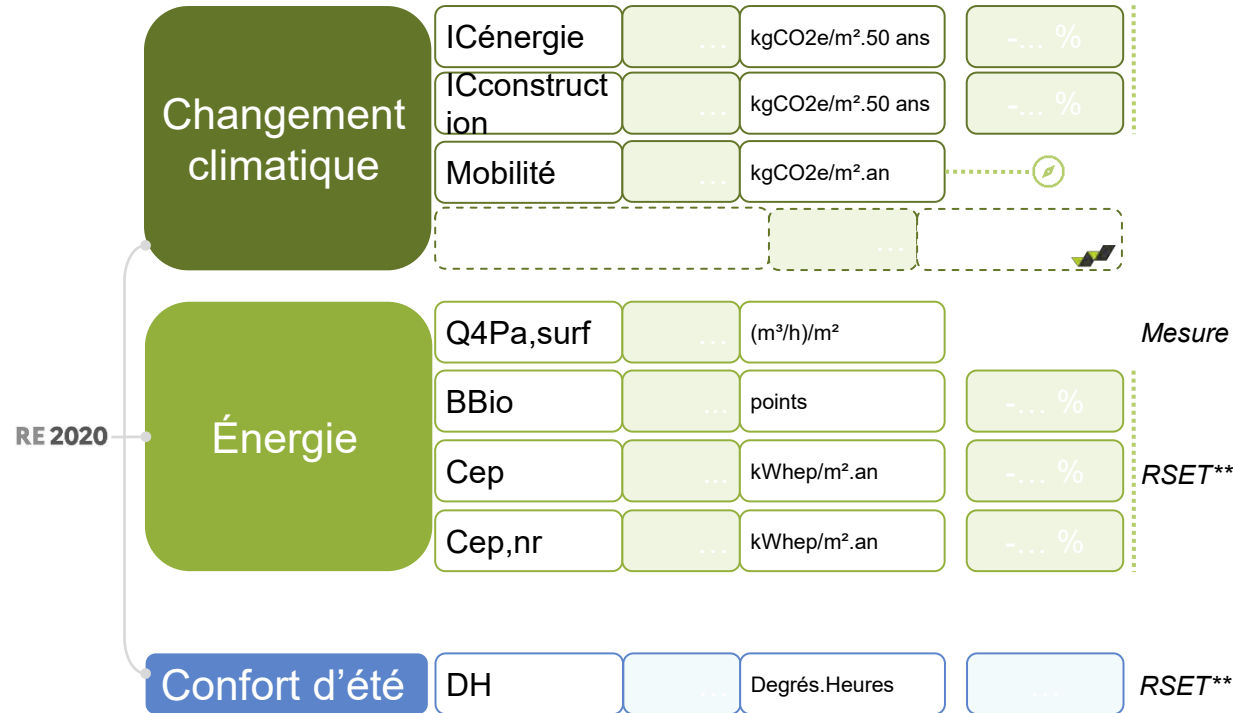 Changement
climatique
ICénergie
...
kgCO2e/m².50 ans
-... %
ICconstruct
ion
...
kgCO2e/m².50 ans
-... %
Mobilité
...
kgCO2e/m².an
...
RE2020
Énergie
Q4Pa,surf
...
(m³/h)/m²
Mesure
BBio
...
points
-... %
Cep
...
kWhep/m².an
-... %
RSET**
Cep,nr
...
kWhep/m².an
-... %
Confort d’été
DH
...
Degrés.Heures
...
RSET**